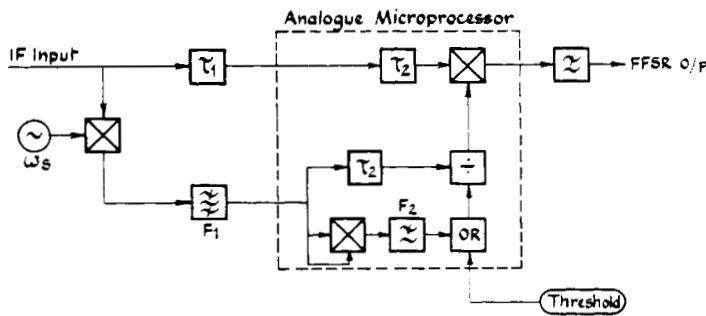 Analogue Microprocessor
IF Input
τ₁
τ₂
FFSR O/P
~
ωs
τ₂
÷
F₁
F₂
OR
Threshold